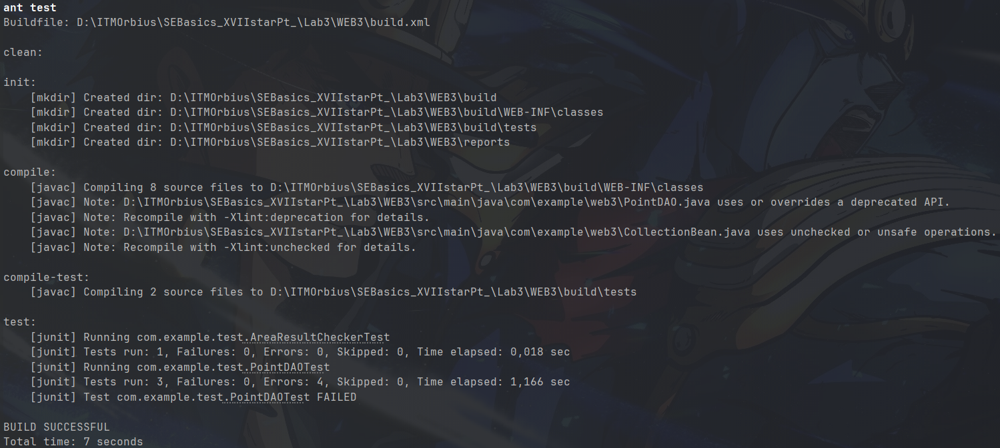 ant test
Buildfile: D:\ITMOrbius\SEBasics_XVIIstarPt_\Lab3\WEB3\build.xml
clean:
init:
[mkdir] Created dir: D:\ITMOrbius\SEBasics_XVIIstarPt_\Lab3\WEB3\build
[mkdir] Created dir: D:\ITMOrbius\SEBasics_XVIIstarPt_\Lab3\WEB3\build\WEB-INF\classes
[mkdir] Created dir: D:\ITMOrbius\SEBasics_XVIIstarPt_\Lab3\WEB3\build\tests
[mkdir] Created dir: D:\ITMOrbius\SEBasics_XVIIstarPt_\Lab3\WEB3\reports
compile:
[javac] Compiling 8 source files to D:\ITMOrbius\SEBasics_XVIIstarPt_\Lab3\WEB3\build\WEB-INF\classes
[javac] Note: D:\ITMOrbius\SEBasics_XVIIstarPt_\Lab3\WEB3\src\main\java\com\example\web3\PointDAO.java uses or overrides a deprecated API.
[javac] Note: Recompile with -Xlint:deprecation for details.
[javac] Note: D:\ITMOrbius\SEBasics_XVIIstarPt_\Lab3\WEB3\src\main\java\com\example\web3\CollectionBean.java uses unchecked or unsafe operations.
[javac] Note: Recompile with -Xlint:unchecked for details.
compile-test:
[javac] Compiling 2 source files to D:\ITMOrbius\SEBasics_XVIIstarPt_\Lab3\WEB3\build\tests
test:
[junit] Running com.example.test.AreaResultCheckerTest
[junit] Tests run: 1, Failures: 0, Errors: 0, Skipped: 0, Time elapsed: 0,018 sec
[junit] Running com.example.test.PointDAOTest
[junit] Tests run: 3, Failures: 0, Errors: 4, Skipped: 0, Time elapsed: 1,166 sec
[junit] Test com.example.test.PointDAOTest FAILED
BUILD SUCCESSFUL
Total time: 7 seconds